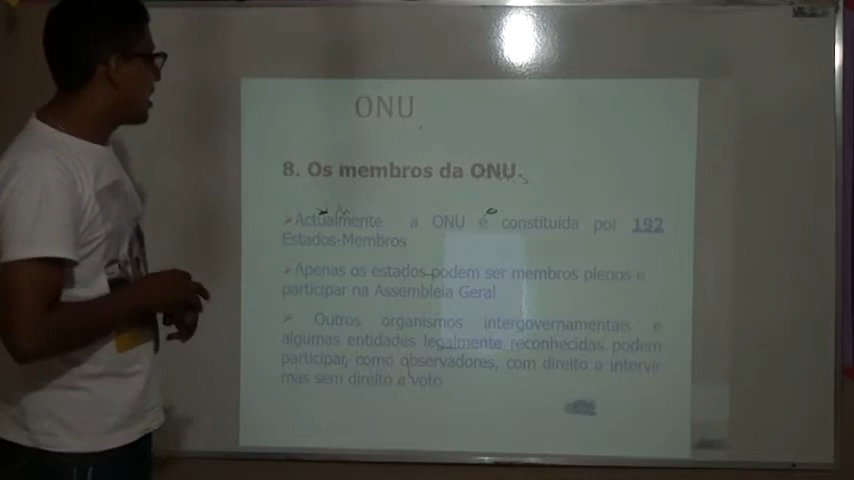 ONU
8. Os membros da ONU.
➢Actualmente a ONU é constituída por 192
Estados-Membros
➢Apenas os estados podem ser membros plenos e
participar na Assembleia Geral
➢ Outros organismos intergovernamentais e
algumas entidades legalmente reconhecidas podem
participar, como observadores, com direito a intervir
mas sem direito a voto